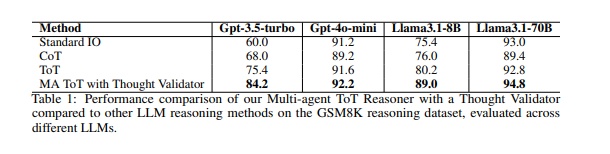 Method Gpt-3.5-turbo Gpt-4o-mini Llama3.1-8B Llama3.1-70B
Standard IO 60.0 91.2 75.4 93.0
CoT 68.0 89.2 76.0 89.4
ToT 75.4 91.6 80.2 92.8
MA ToT with Thought Validator 84.2 92.2 89.0 94.8
Table 1: Performance comparison of our Multi-agent ToT Reasoner with a Thought Validator
compared to other LLM reasoning methods on the GSM8K reasoning dataset, evaluated across
different LLMs.